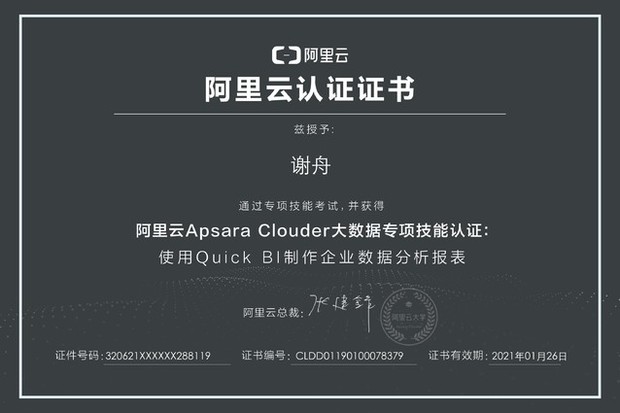 阿里云
阿里云认证证书
兹授予:
谢舟
通过专项技能考试,并获得
阿里云Apsara Clouder大数据专项技能认证:
使用Quick BI制作企业数据分析报表
阿里云总裁:
阿里云大学
证件号码: 320621XXXXXX288119 证书编号: CLDD01190100078379 证书有效期: 2021年01月26日